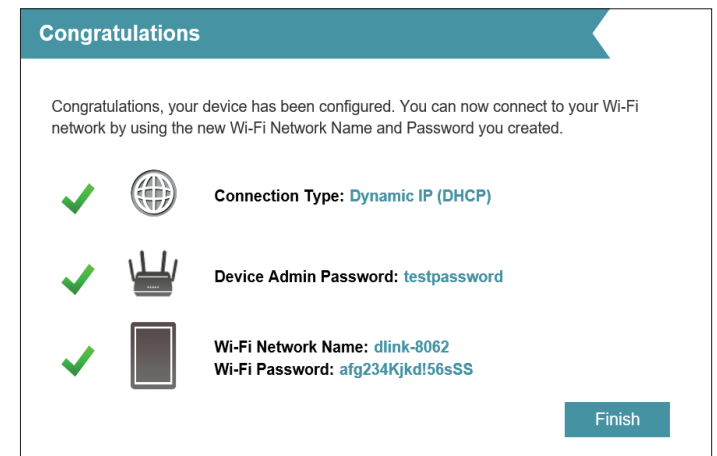 Congratulations
Congratulations, your device has been configured. You can now connect to your Wi-Fi
network by using the new Wi-Fi Network Name and Password you created.
Connection Type: Dynamic IP (DHCP)
Device Admin Password: testpassword
Wi-Fi Network Name: dlink-8062
Wi-Fi Password: afg234Kjkd!56sSS
Finish